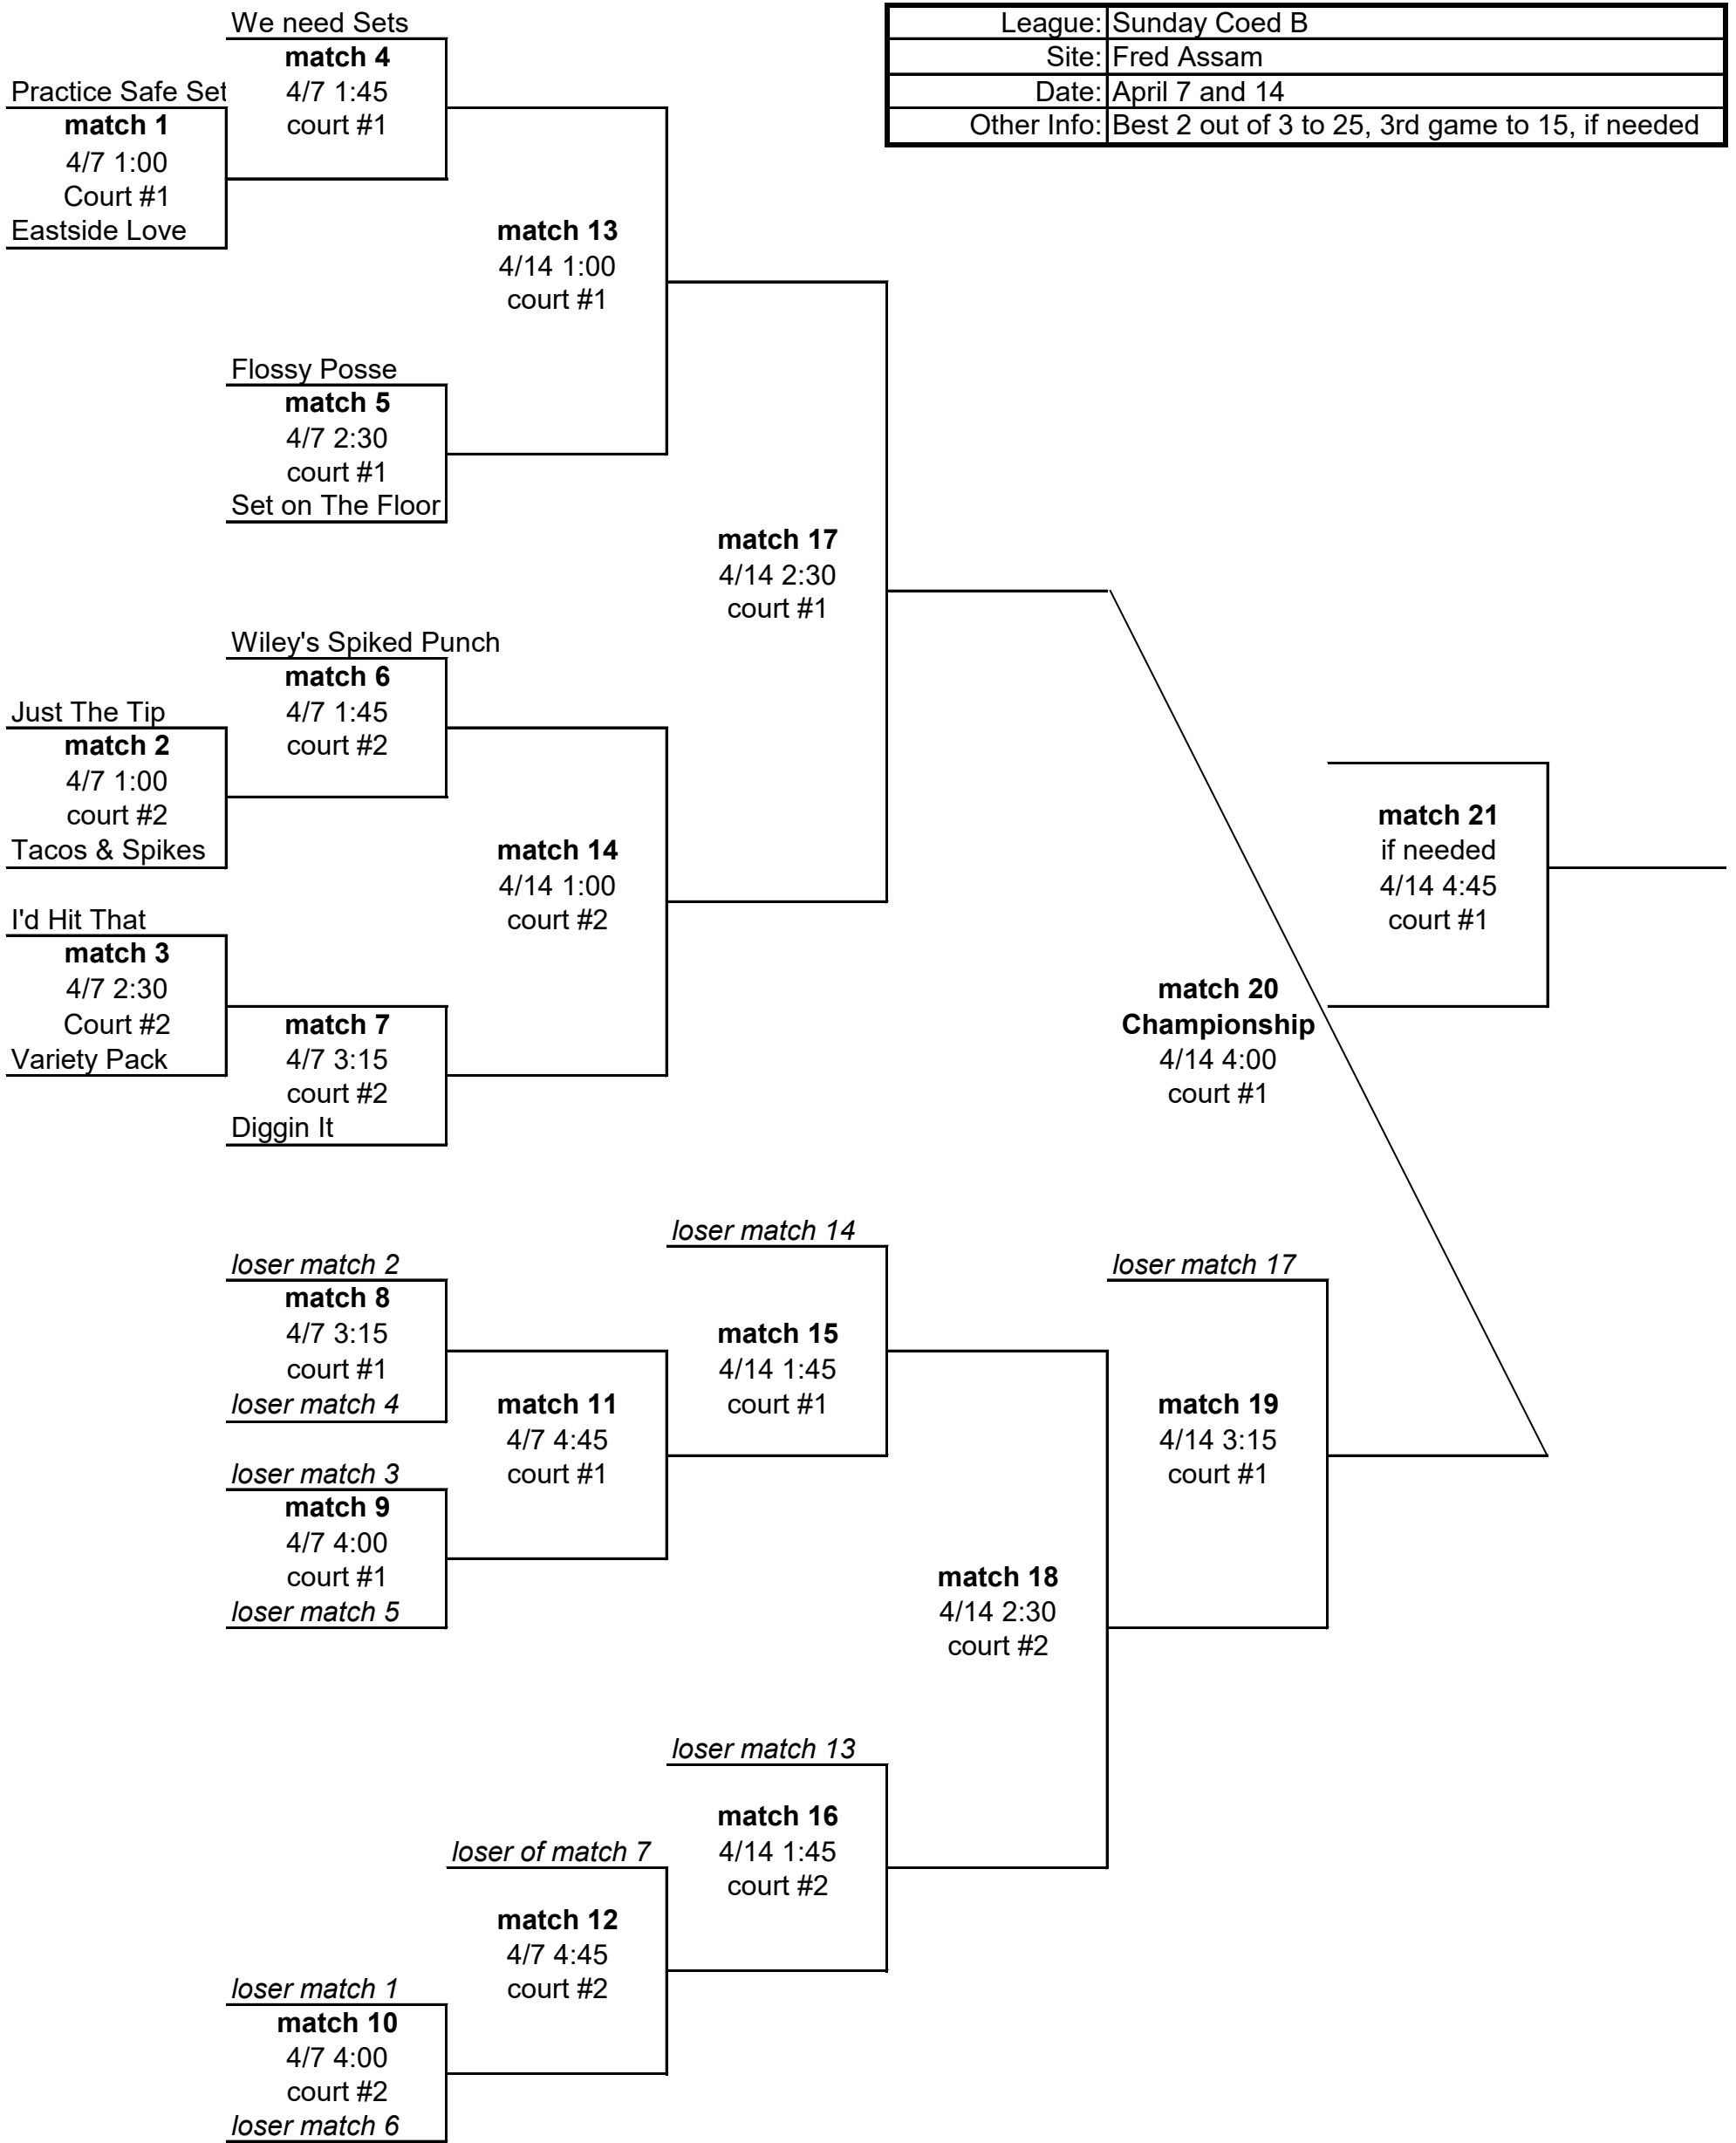 We need Sets
match 4
4/7 1:45
court #1
League: Sunday Coed B
Site: Fred Assam
Date: April 7 and 14
Other Info: Best 2 out of 3 to 25, 3rd game to 15, if needed
Practice Safe Set
match 1
4/7 1:00
Court #1
Eastside Love
match 13
4/14 1:00
court #1
Flossy Posse
match 5
4/7 2:30
court #1
Set on The Floor
match 17
4/14 2:30
court #1
Wiley's Spiked Punch
match 6
4/7 1:45
court #2
Just The Tip
match 2
4/7 1:00
court #2
Tacos & Spikes
match 14
4/14 1:00
court #2
match 21
if needed
4/14 4:45
court #1
I'd Hit That
match 3
4/7 2:30
Court #2
Variety Pack
match 7
4/7 3:15
court #2
Diggin It
match 20
Championship
4/14 4:00
court #1
loser match 2
match 8
4/7 3:15
court #1
loser match 4
loser match 14
match 15
4/14 1:45
court #1
loser match 17
match 19
4/14 3:15
court #1
match 11
4/7 4:45
court #1
loser match 3
match 9
4/7 4:00
court #1
loser match 5
match 18
4/14 2:30
court #2
loser match 13
match 16
4/14 1:45
court #2
loser of match 7
match 12
4/7 4:45
court #2
loser match 1
match 10
4/7 4:00
court #2
loser match 6